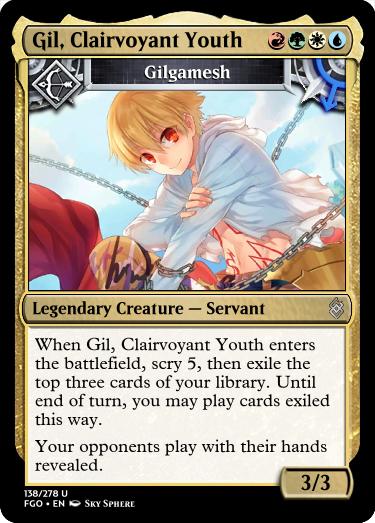 Gil, Clairvoyant Youth
Gilgamesh
Legendary Creature — Servant
When Gil, Clairvoyant Youth enters
the battlefield, scry 5, then exile the
top three cards of your library. Until
end of turn, you may play cards exiled
this way.
Your opponents play with their hands
revealed.
3/3
138/278 U
FGO • EN Sky Sphere